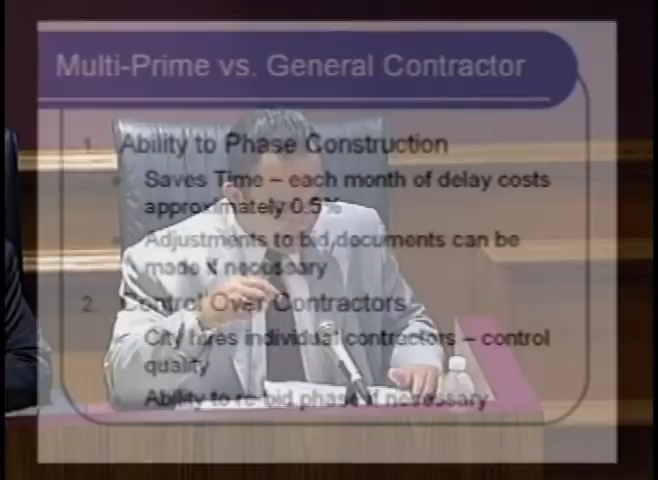 Multi-Prime vs. General Contractor
1. Ability to Phase Construction
Saves Time – each month of delay costs
approximately 0.5%
Adjustments to bid documents can be
made if necessary
2. Control Over Contractors
City hires individual contractors – control
quality
Ability to re-bid phase if necessary